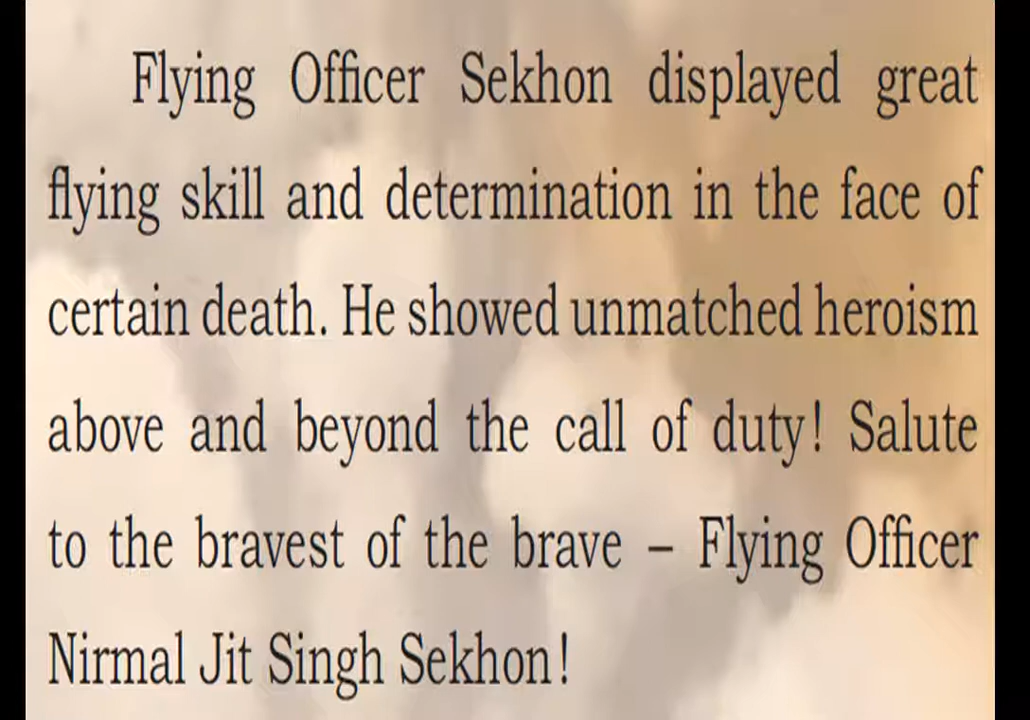 Flying Officer Sekhon displayed great
flying skill and determination in the face of
certain death. He showed unmatched heroism
above and beyond the call of duty! Salute
to the bravest of the brave – Flying Officer
Nirmal Jit Singh Sekhon!